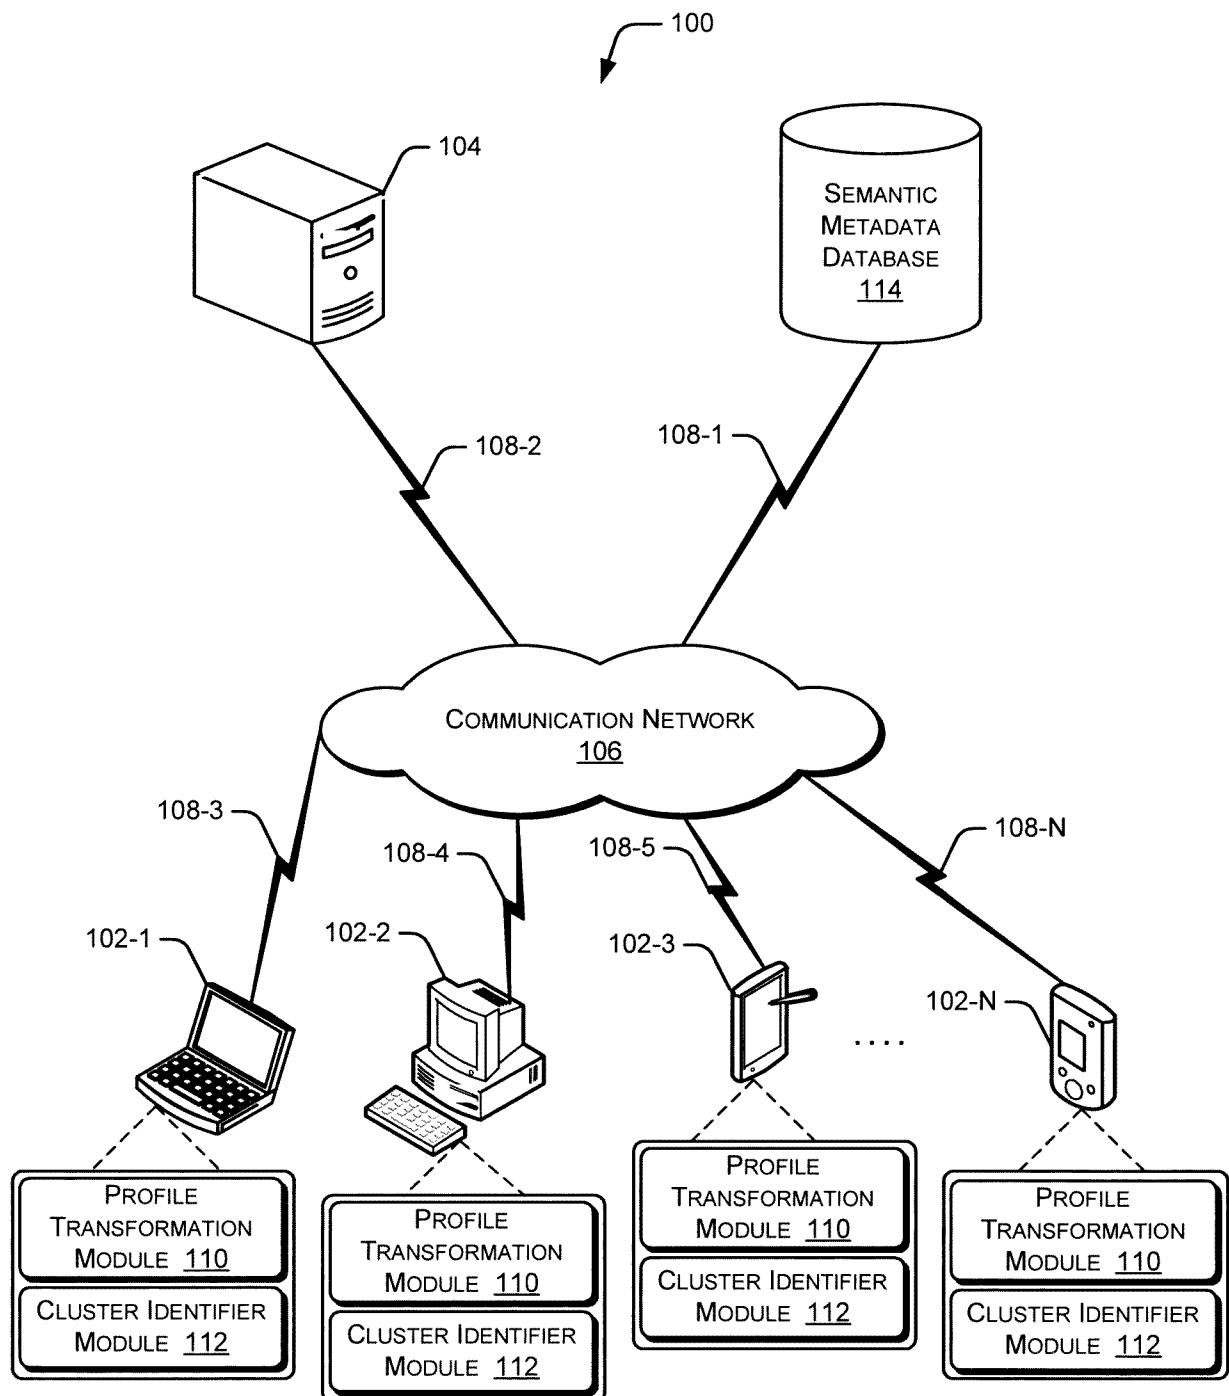 100
104
SEMANTIC
METADATA
DATABASE
114
108-2
108-1
COMMUNICATION NETWORK
106
108-3
108-4
108-5
108-N
102-1
102-2
102-3
102-N
....
PROFILE
TRANSFORMATION
MODULE 110
CLUSTER IDENTIFIER
MODULE 112
PROFILE
TRANSFORMATION
MODULE 110
CLUSTER IDENTIFIER
MODULE 112
PROFILE
TRANSFORMATION
MODULE 110
CLUSTER IDENTIFIER
MODULE 112
PROFILE
TRANSFORMATION
MODULE 110
CLUSTER IDENTIFIER
MODULE 112